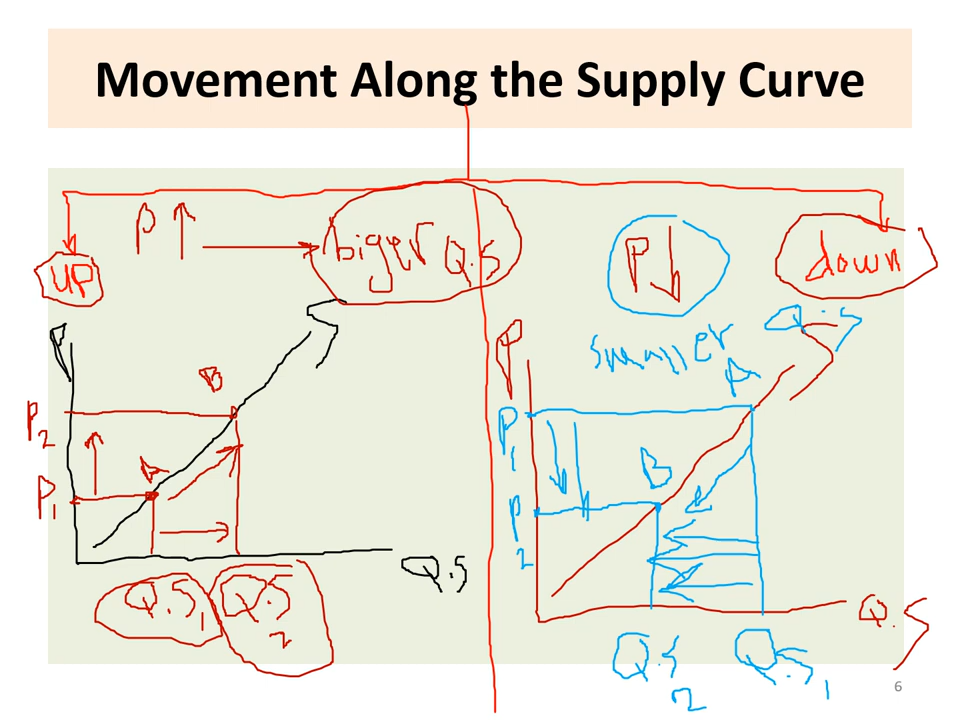 Movement Along the Supply Curve
P
bigger Q.S
UP
P
down
P
B
P2
A
P1
Q.S
Q.S1
Q.S2
smaller Q.S
P
A
P1
B
P2
Q.S
Q.S2
Q.S1
6